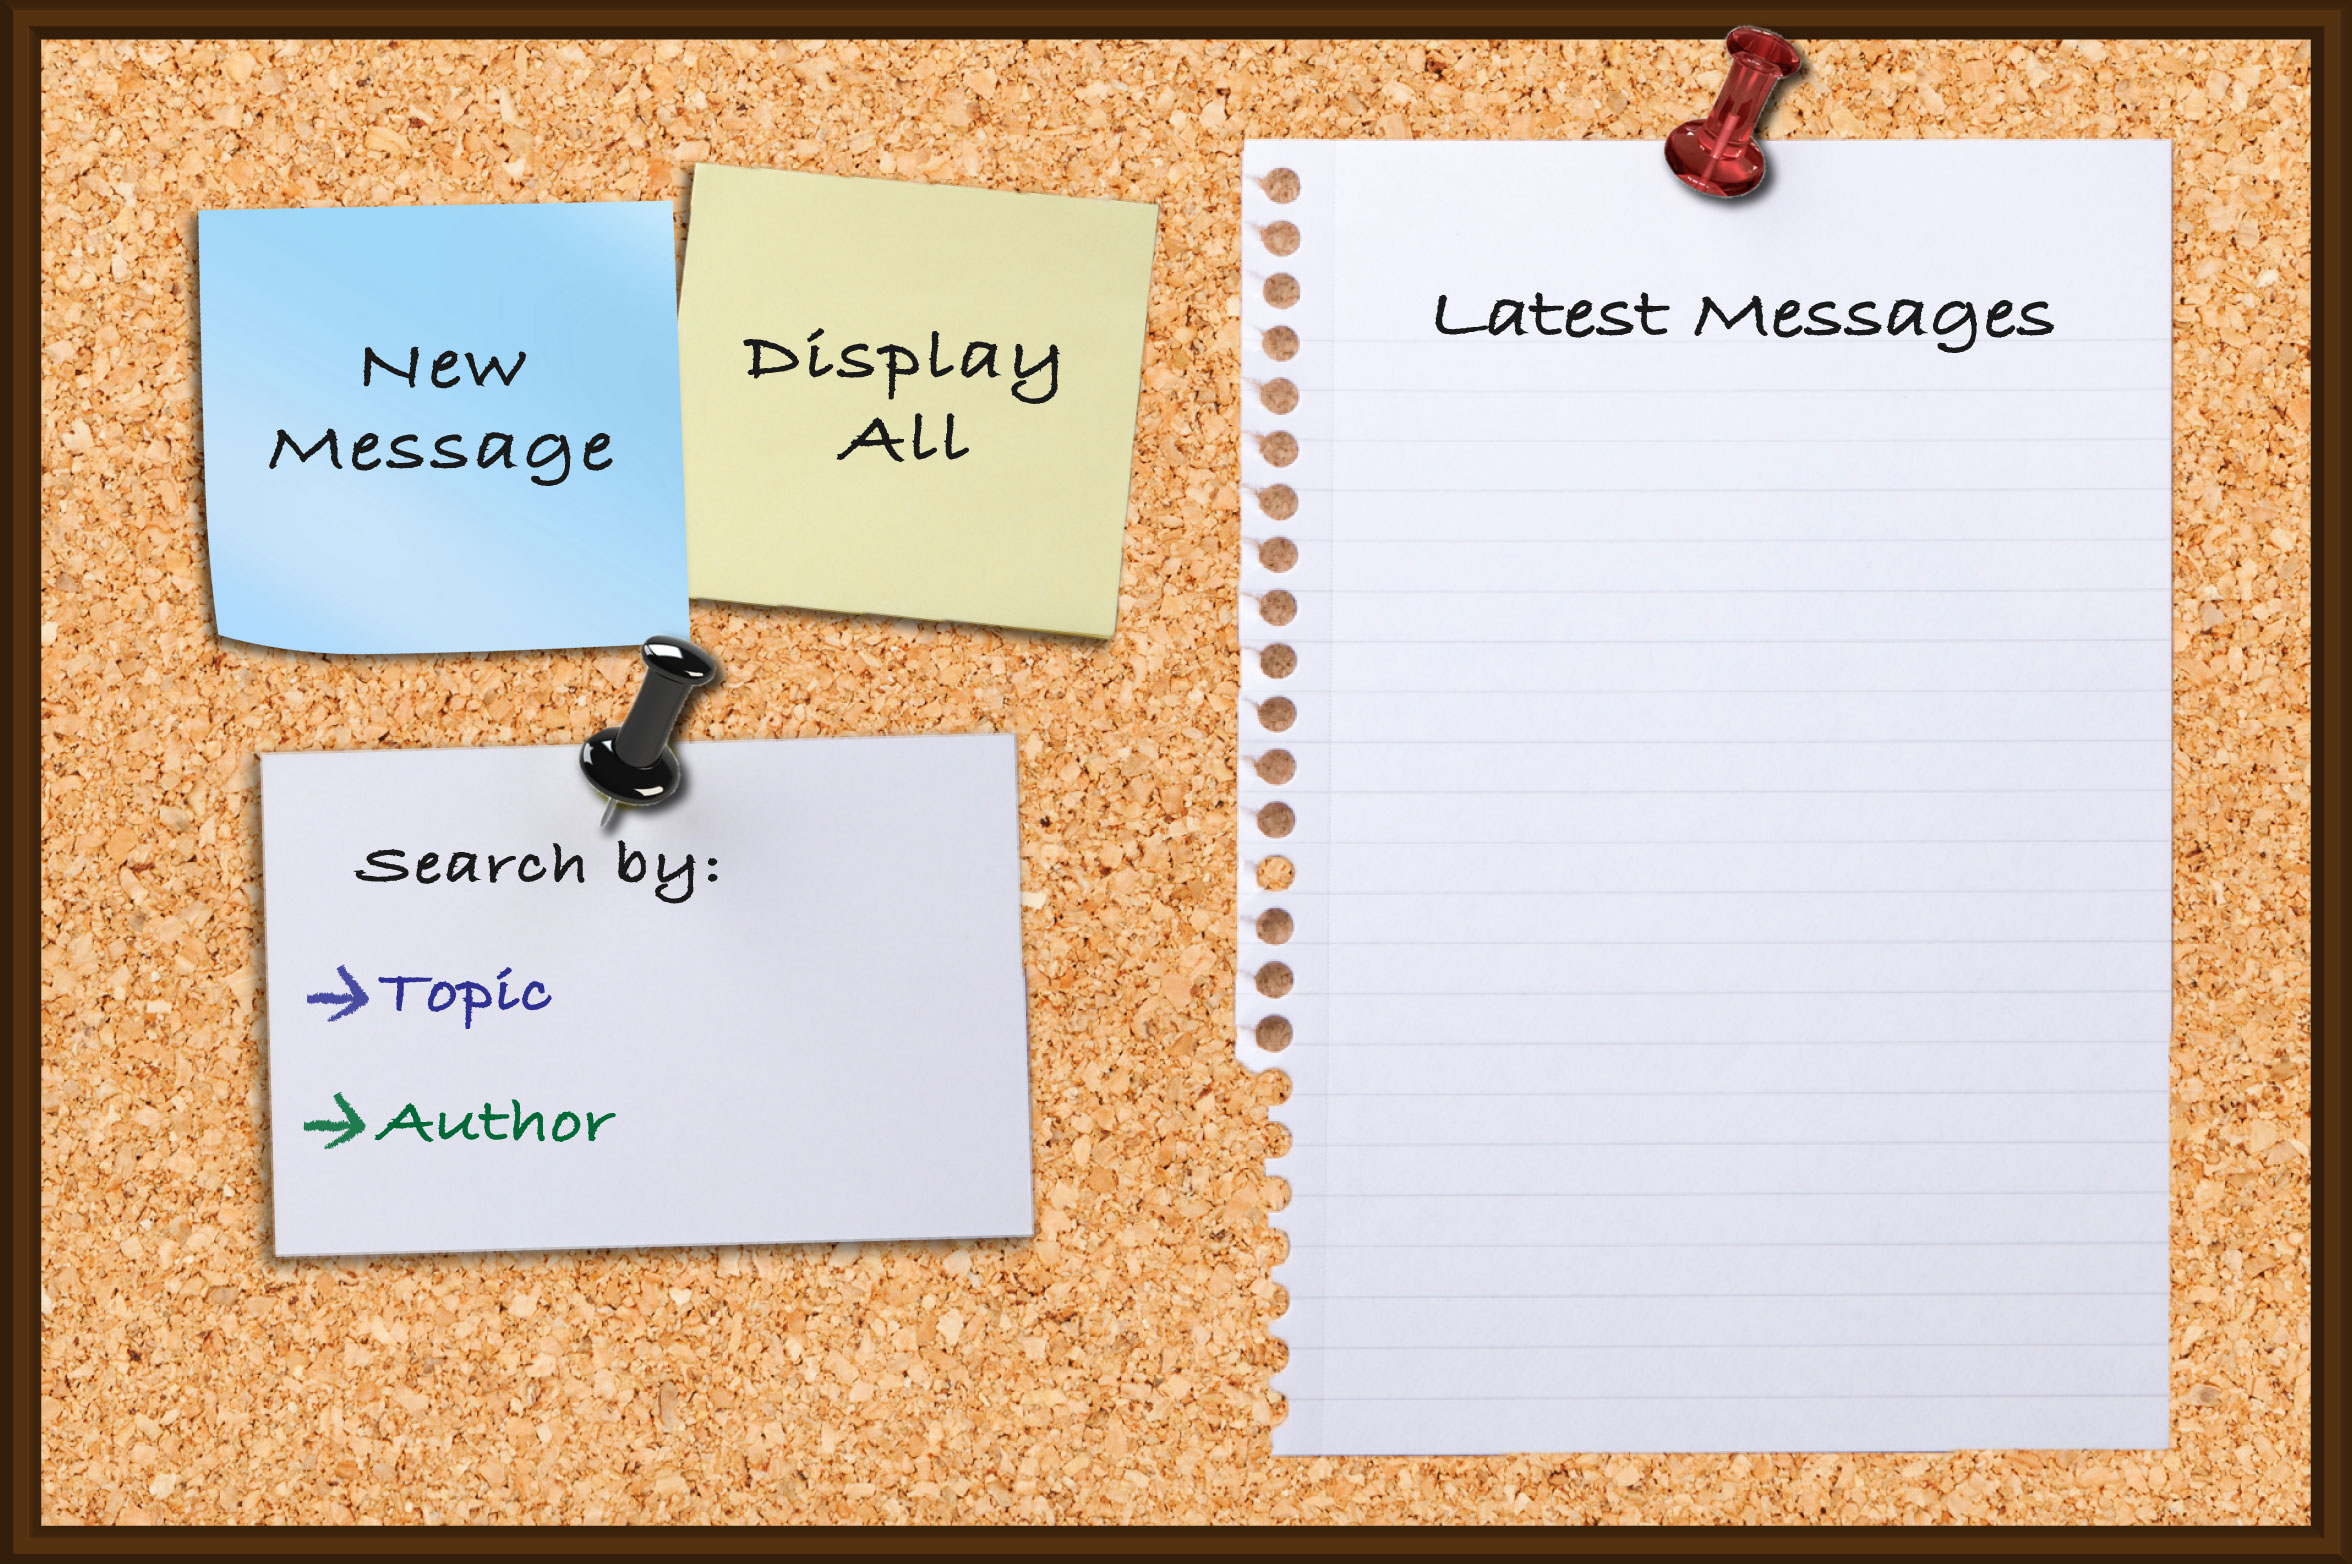 New
Message
Display
All
Latest Messages
Search by:
Topic
Author